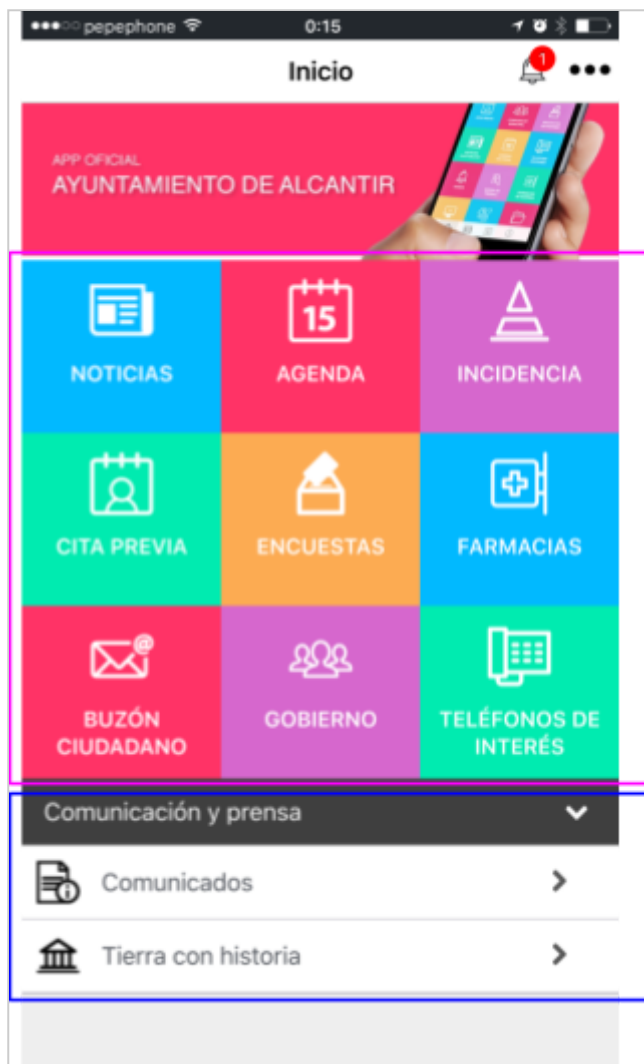 pepephone 0:15
Inicio
1
APP OFICIAL
AYUNTAMIENTO DE ALCANTIR
NOTICIAS
15
AGENDA
INCIDENCIA
CITA PREVIA
ENCUESTAS
FARMACIAS
@
BUZÓN
CIUDADANO
GOBIERNO
TELÉFONOS DE
INTERÉS
Comunicación y prensa
Comunicados
Tierra con historia